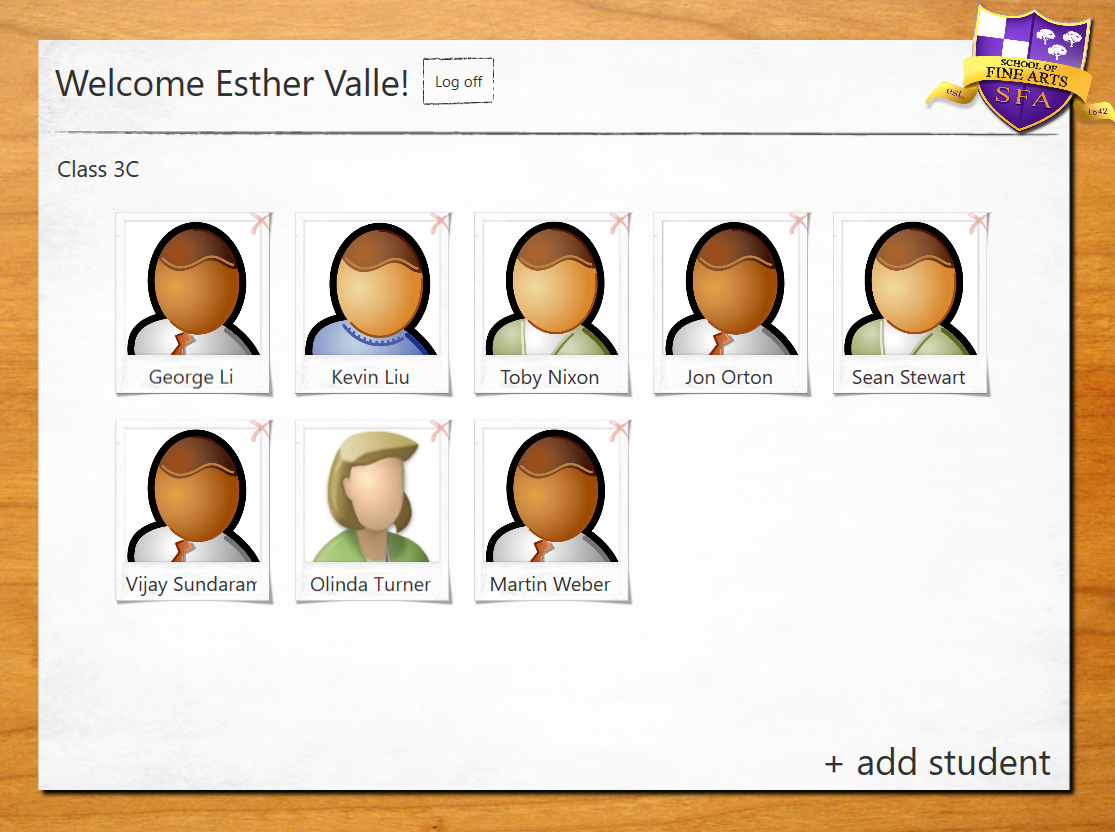 Welcome Esther Valle!
Log off
SCHOOL OF
FINE ARTS
SFA
est.
1842
Class 3C
George Li
Kevin Liu
Toby Nixon
Jon Orton
Sean Stewart
Vijay Sundaram
Olinda Turner
Martin Weber
+ add student